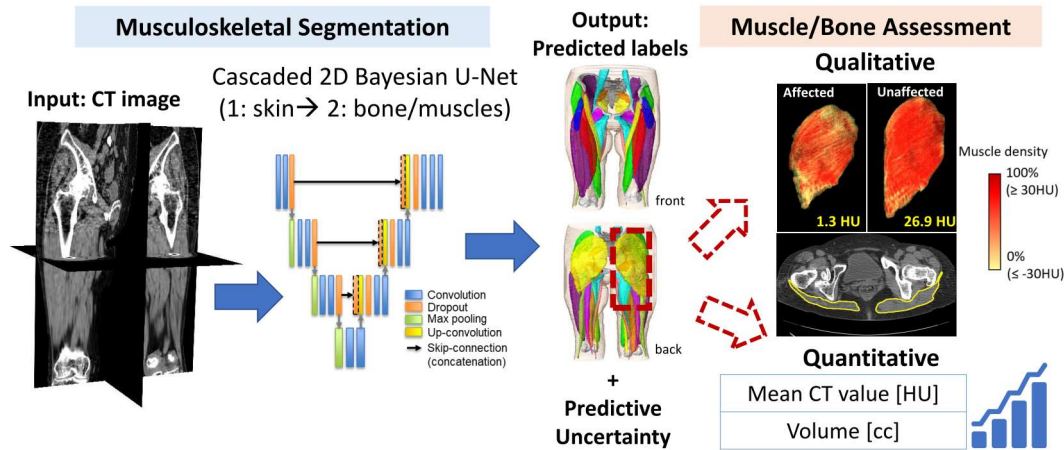 Musculoskeletal Segmentation
Input: CT image
Cascaded 2D Bayesian U-Net
(1: skin→ 2: bone/muscles)
Convolution
Dropout
Max pooling
Up-convolution
Skip-connection
(concatenation)
Output:
Predicted labels
front
back
+
Predictive
Uncertainty
Muscle/Bone Assessment
Qualitative
Affected
Unaffected
1.3 HU
26.9 HU
Muscle density
100%
(≥ 30HU)
0%
(≤ -30HU)
Quantitative
Mean CT value [HU]
Volume [cc]